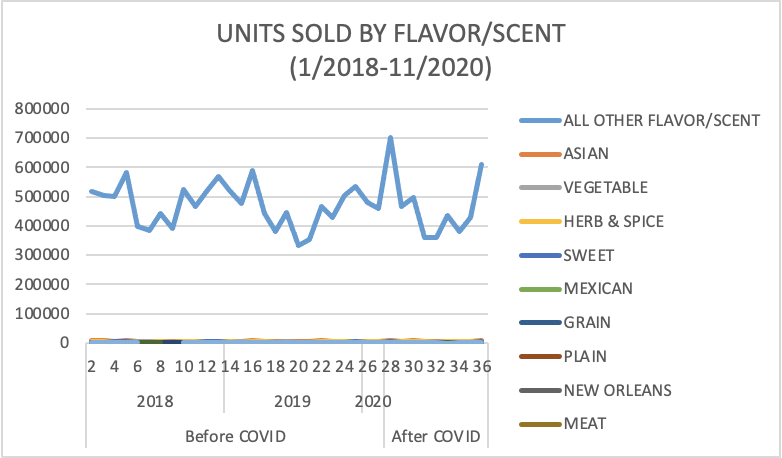 UNITS SOLD BY FLAVOR/SCENT
(1/2018-11/2020)
800000
700000
600000
500000
400000
300000
200000
100000
0
2 4 6 8 10 12 14 16 18 20 22 24 26 28 30 32 34 36
2018 2019 2020
Before COVID After COVID
ALL OTHER FLAVOR/SCENT
ASIAN
VEGETABLE
HERB & SPICE
SWEET
MEXICAN
GRAIN
PLAIN
NEW ORLEANS
MEAT